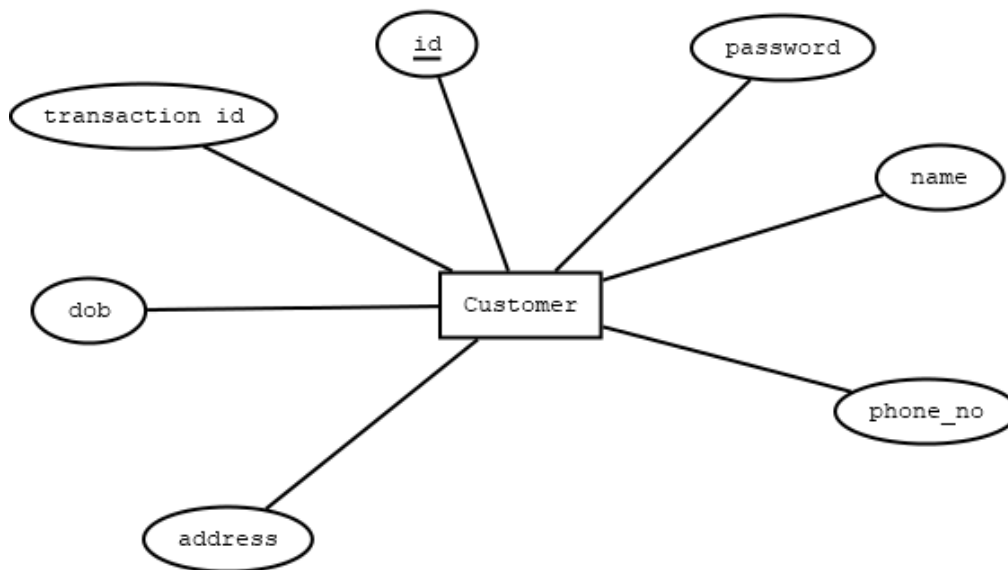 id
password
transaction id
name
Customer
dob
phone_no
address